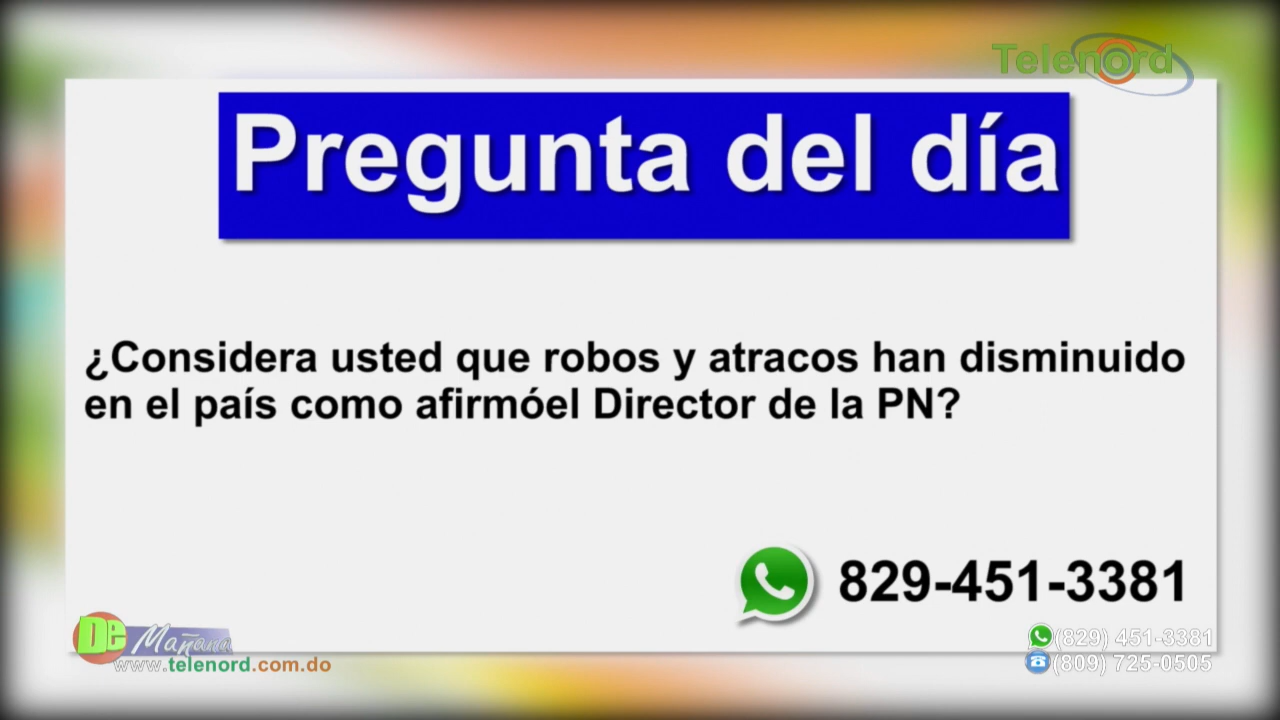 Telenord
Pregunta del día
¿Considera usted que robos y atracos han disminuido
en el país como afirmóel Director de la PN?
829-451-3381
De Mañana
www.telenord.com.do
(829) 451-3381
(809) 725-0505